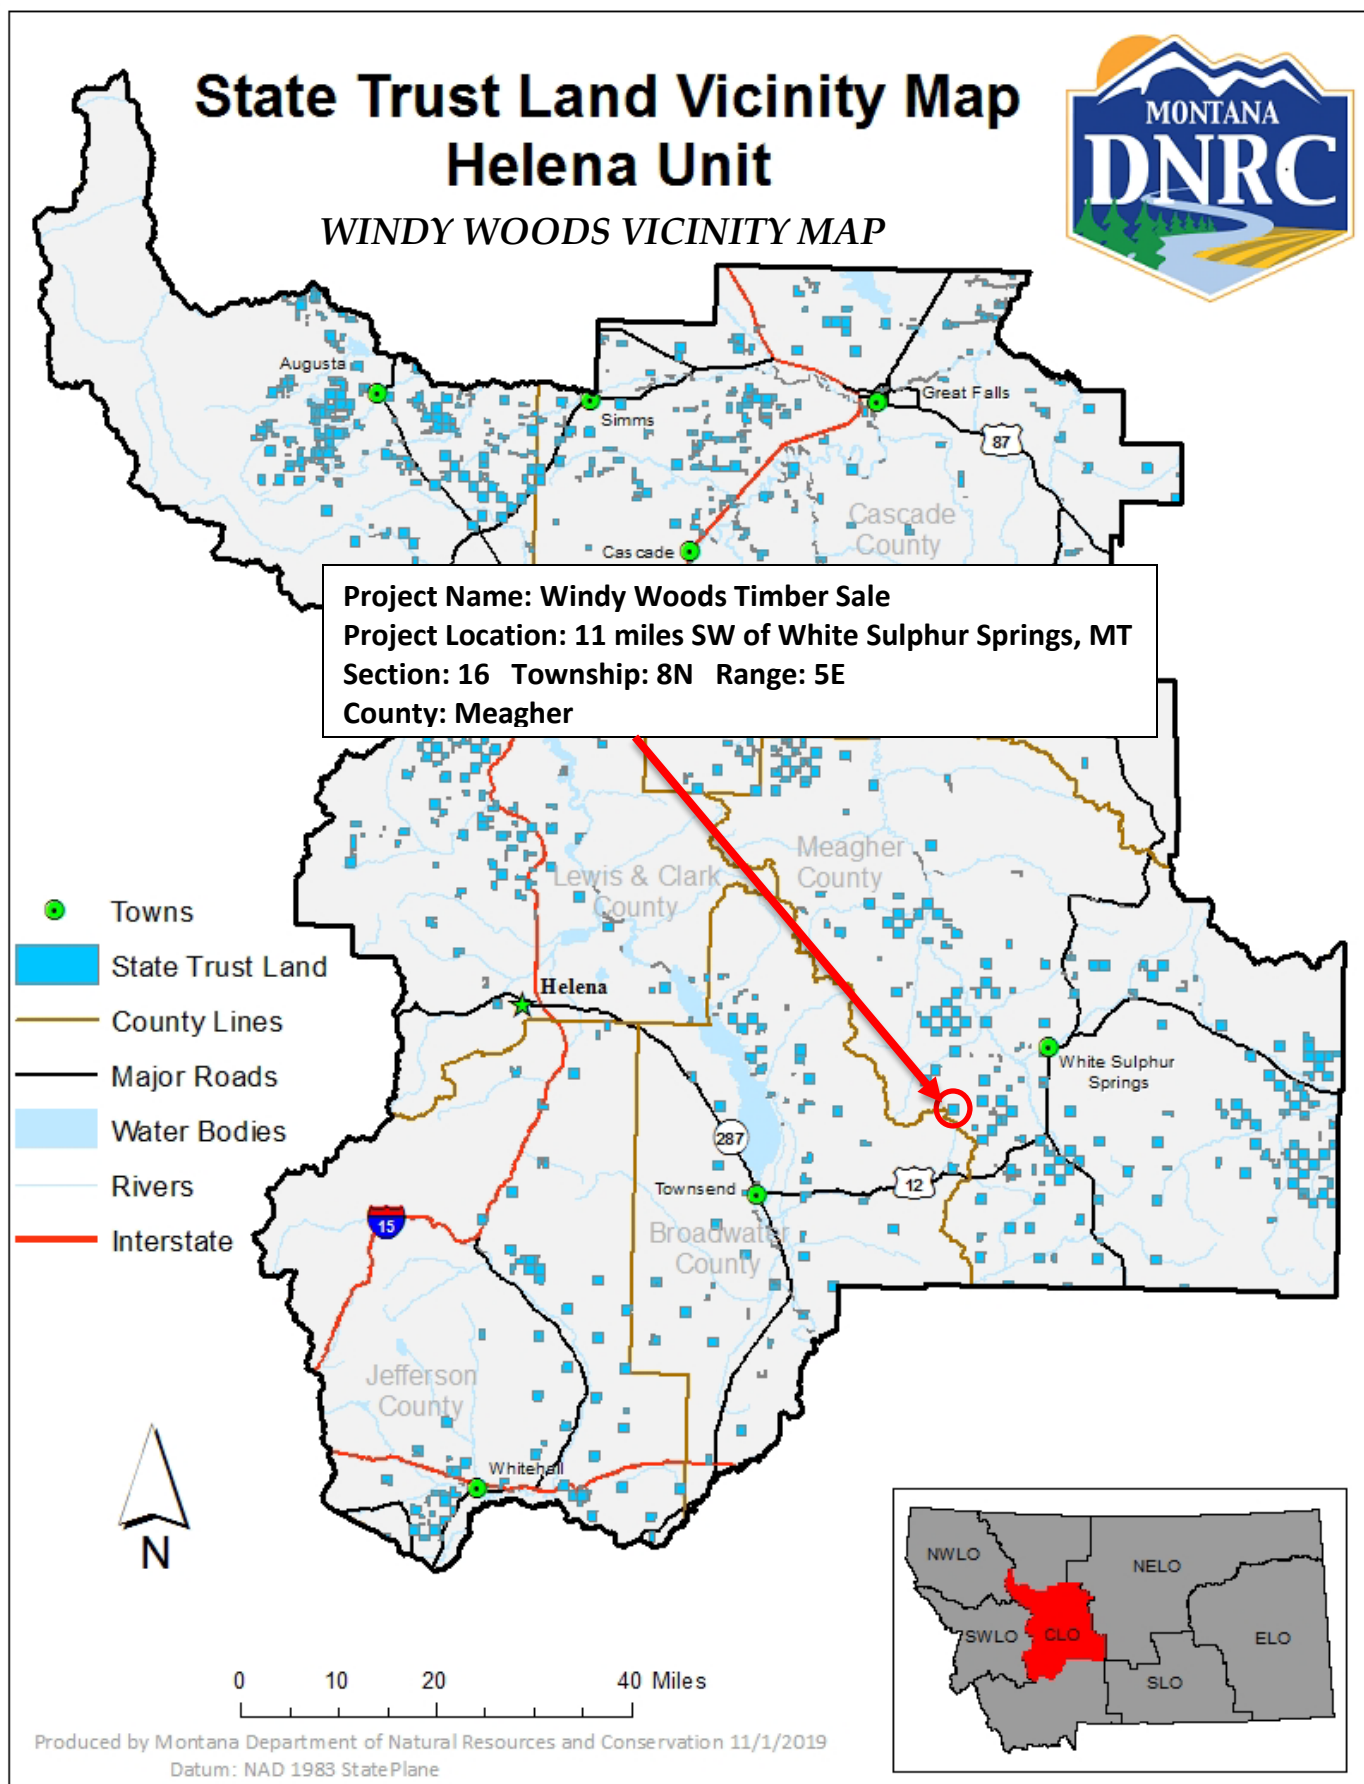 State Trust Land Vicinity Map
Helena Unit
WINDY WOODS VICINITY MAP
MONTANA
DNRC
Augusta
Simms
Great Falls
87
Cascade
County
Cascade
Project Name: Windy Woods Timber Sale
Project Location: 11 miles SW of White Sulphur Springs, MT
Section: 16 Township: 8N Range: 5E
County: Meagher
Meagher
County
Lewis & Clark
County
Helena
White Sulphur
Springs
287
Townsend
12
Broadwater
County
15
Jefferson
County
Whitehall
Towns
State Trust Land
County Lines
Major Roads
Water Bodies
Rivers
Interstate
N
NWLO
NELO
SWLO
CLO
ELO
SLO
0 10 20 40 Miles
Produced by Montana Department of Natural Resources and Conservation 11/1/2019
Datum: NAD 1983 StatePlane